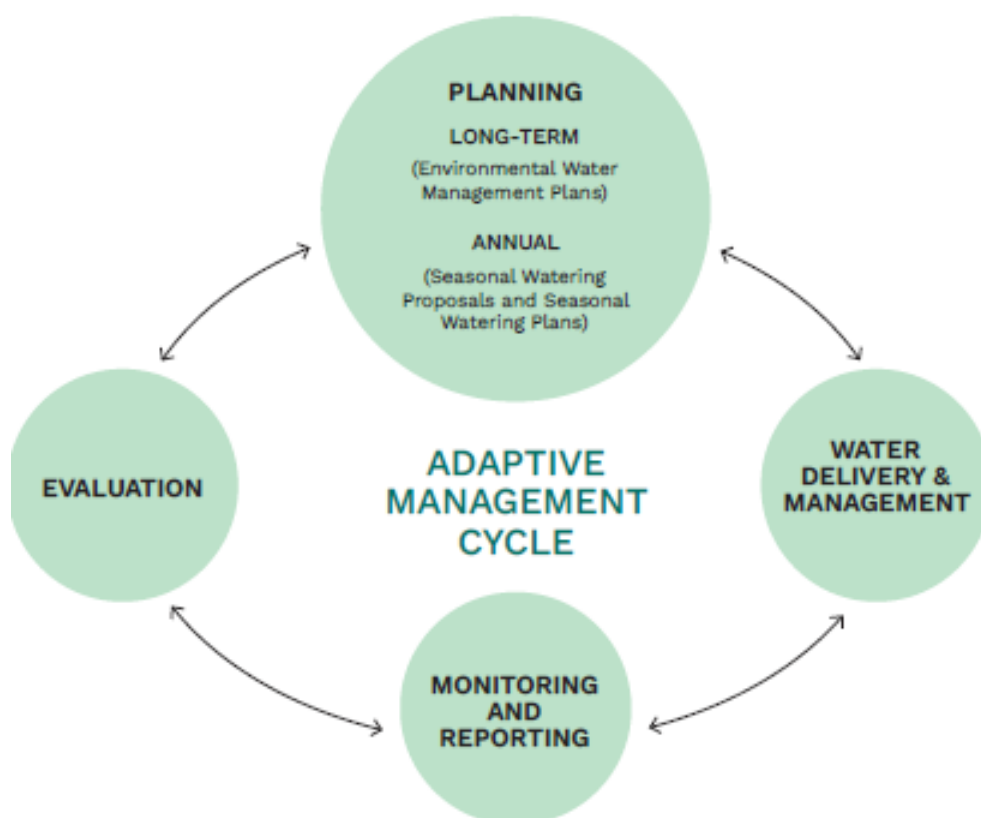 PLANNING
LONG-TERM
(Environmental Water
Management Plans)
ANNUAL
(Seasonal Watering
Proposals and Seasonal
Watering Plans)
WATER
DELIVERY &
MANAGEMENT
MONITORING
AND
REPORTING
EVALUATION
ADAPTIVE
MANAGEMENT
CYCLE